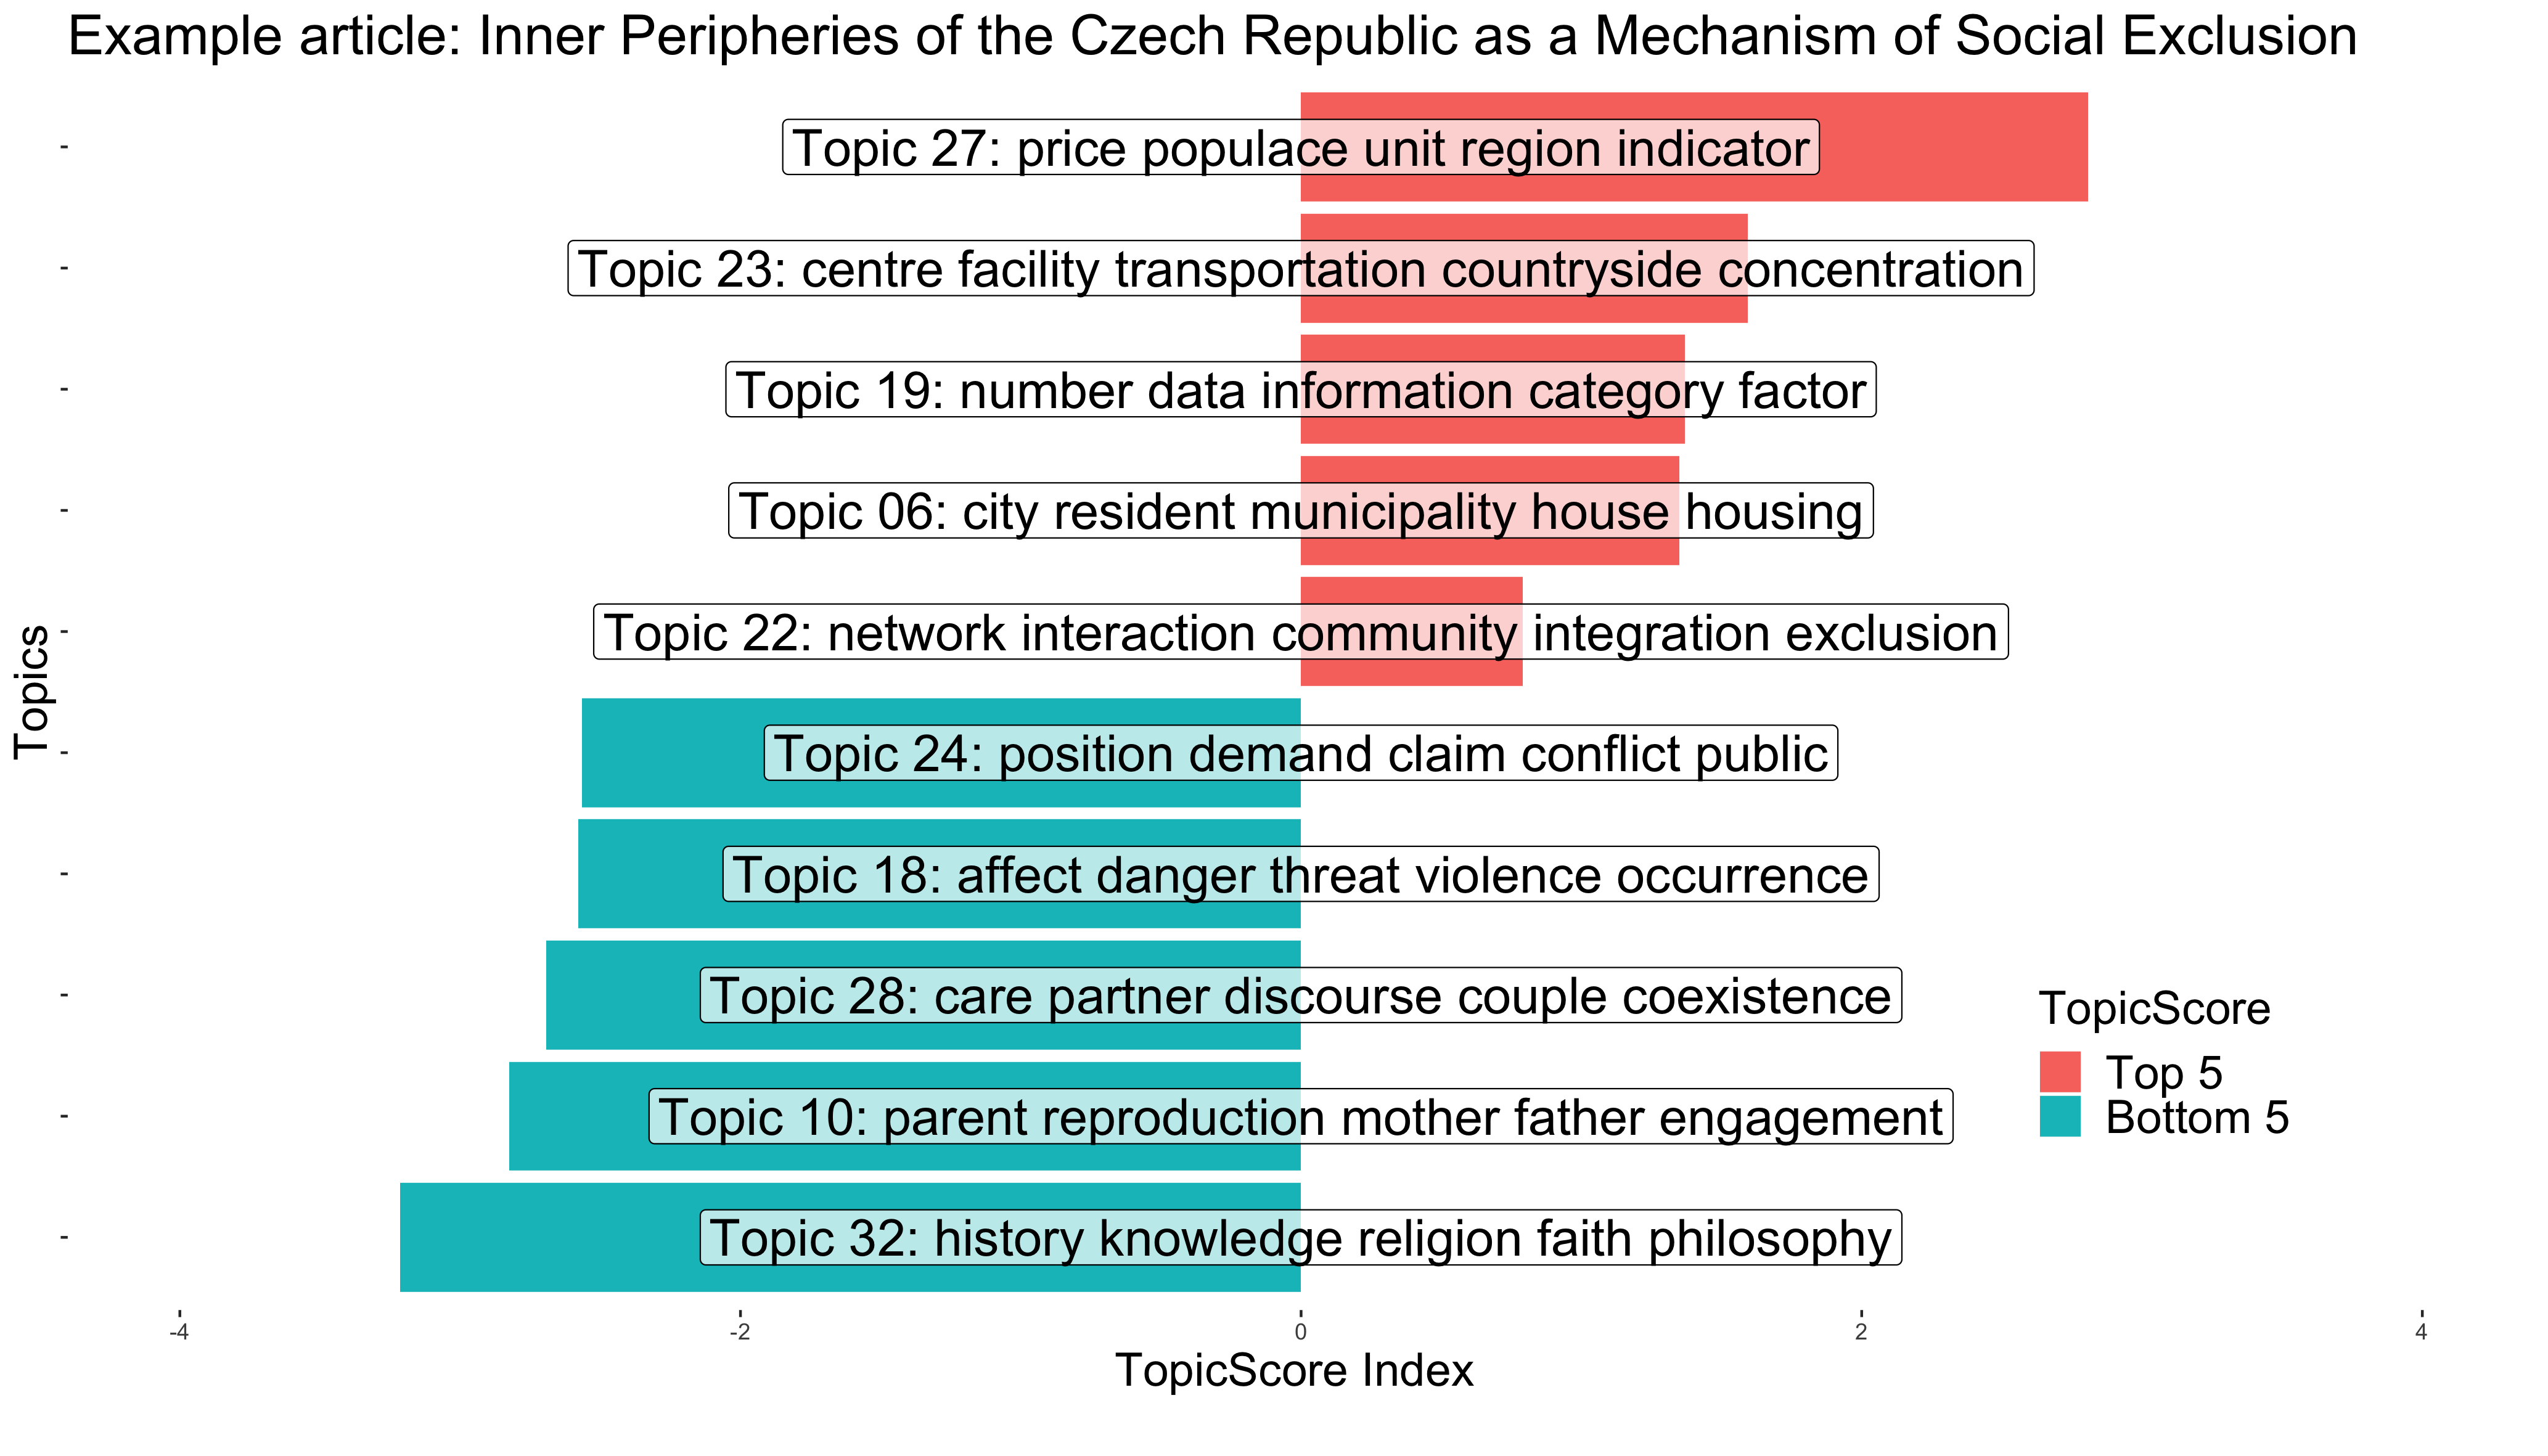 Example article: Inner Peripheries of the Czech Republic as a Mechanism of Social Exclusion
Topic 27: price populace unit region indicator
Topic 23: centre facility transportation countryside concentration
Topic 19: number data information category factor
Topic 06: city resident municipality house housing
Topic 22: network interaction community integration exclusion
Topics
Topic 24: position demand claim conflict public
Topic 18: affect danger threat violence occurrence
Topic 28: care partner discourse couple coexistence
Topic 10: parent reproduction mother father engagement
Topic 32: history knowledge religion faith philosophy
TopicScore
Top 5
Bottom 5
-4 -2 0 2 4
TopicScore Index